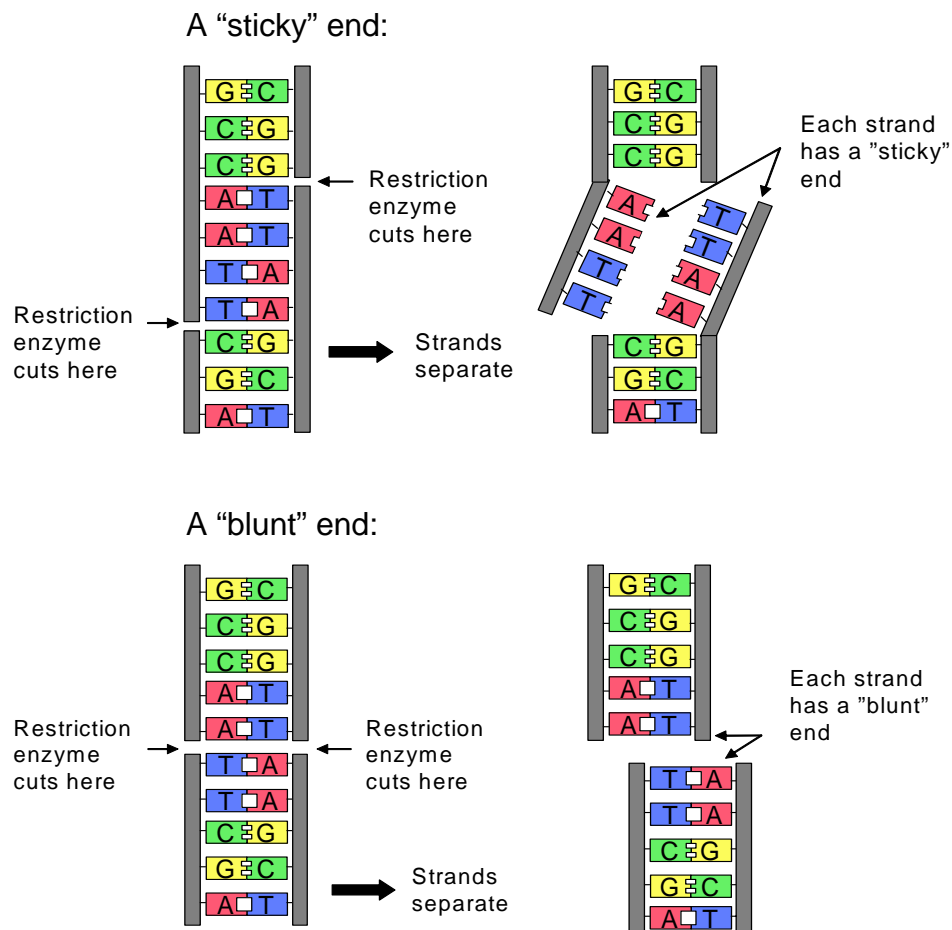 A “sticky” end:
G C
C G
C G
A T
A T
T A
T A
C G
G C
A T
Restriction
enzyme
cuts here
Restriction
enzyme
cuts here
Strands
separate
G C
C G
C G
A
A
T
T
T
T
A
A
C G
G C
A T
Each strand
has a ”sticky”
end
A “blunt” end:
G C
C G
C G
A T
A T
T A
T A
C G
G C
A T
Restriction
enzyme
cuts here
Restriction
enzyme
cuts here
Strands
separate
G C
C G
C G
A T
A T
T A
T A
C G
G C
A T
Each strand
has a ”blunt”
end